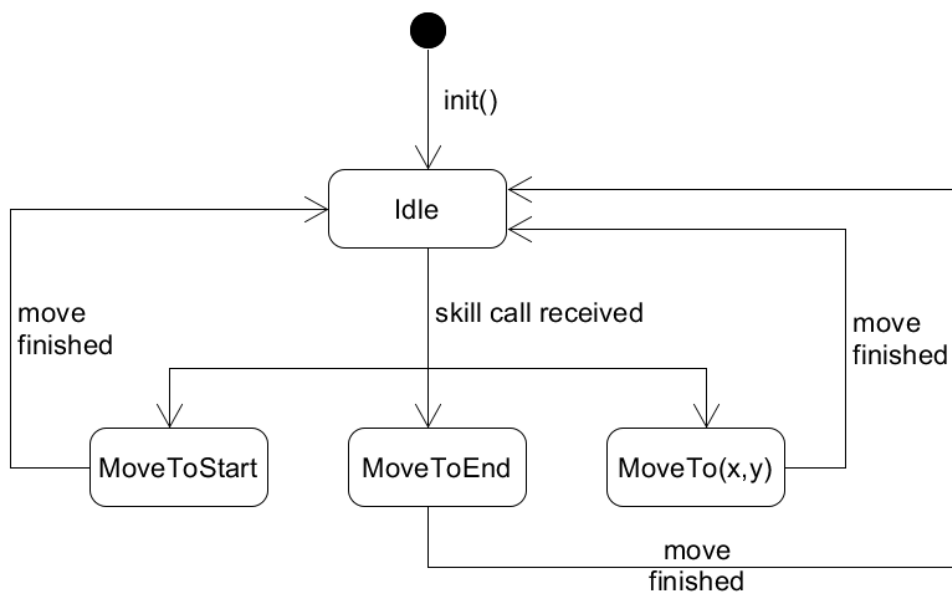 init()
Idle
skill call received
move
finished
move
finished
MoveToStart
MoveToEnd
MoveTo(x,y)
move
finished